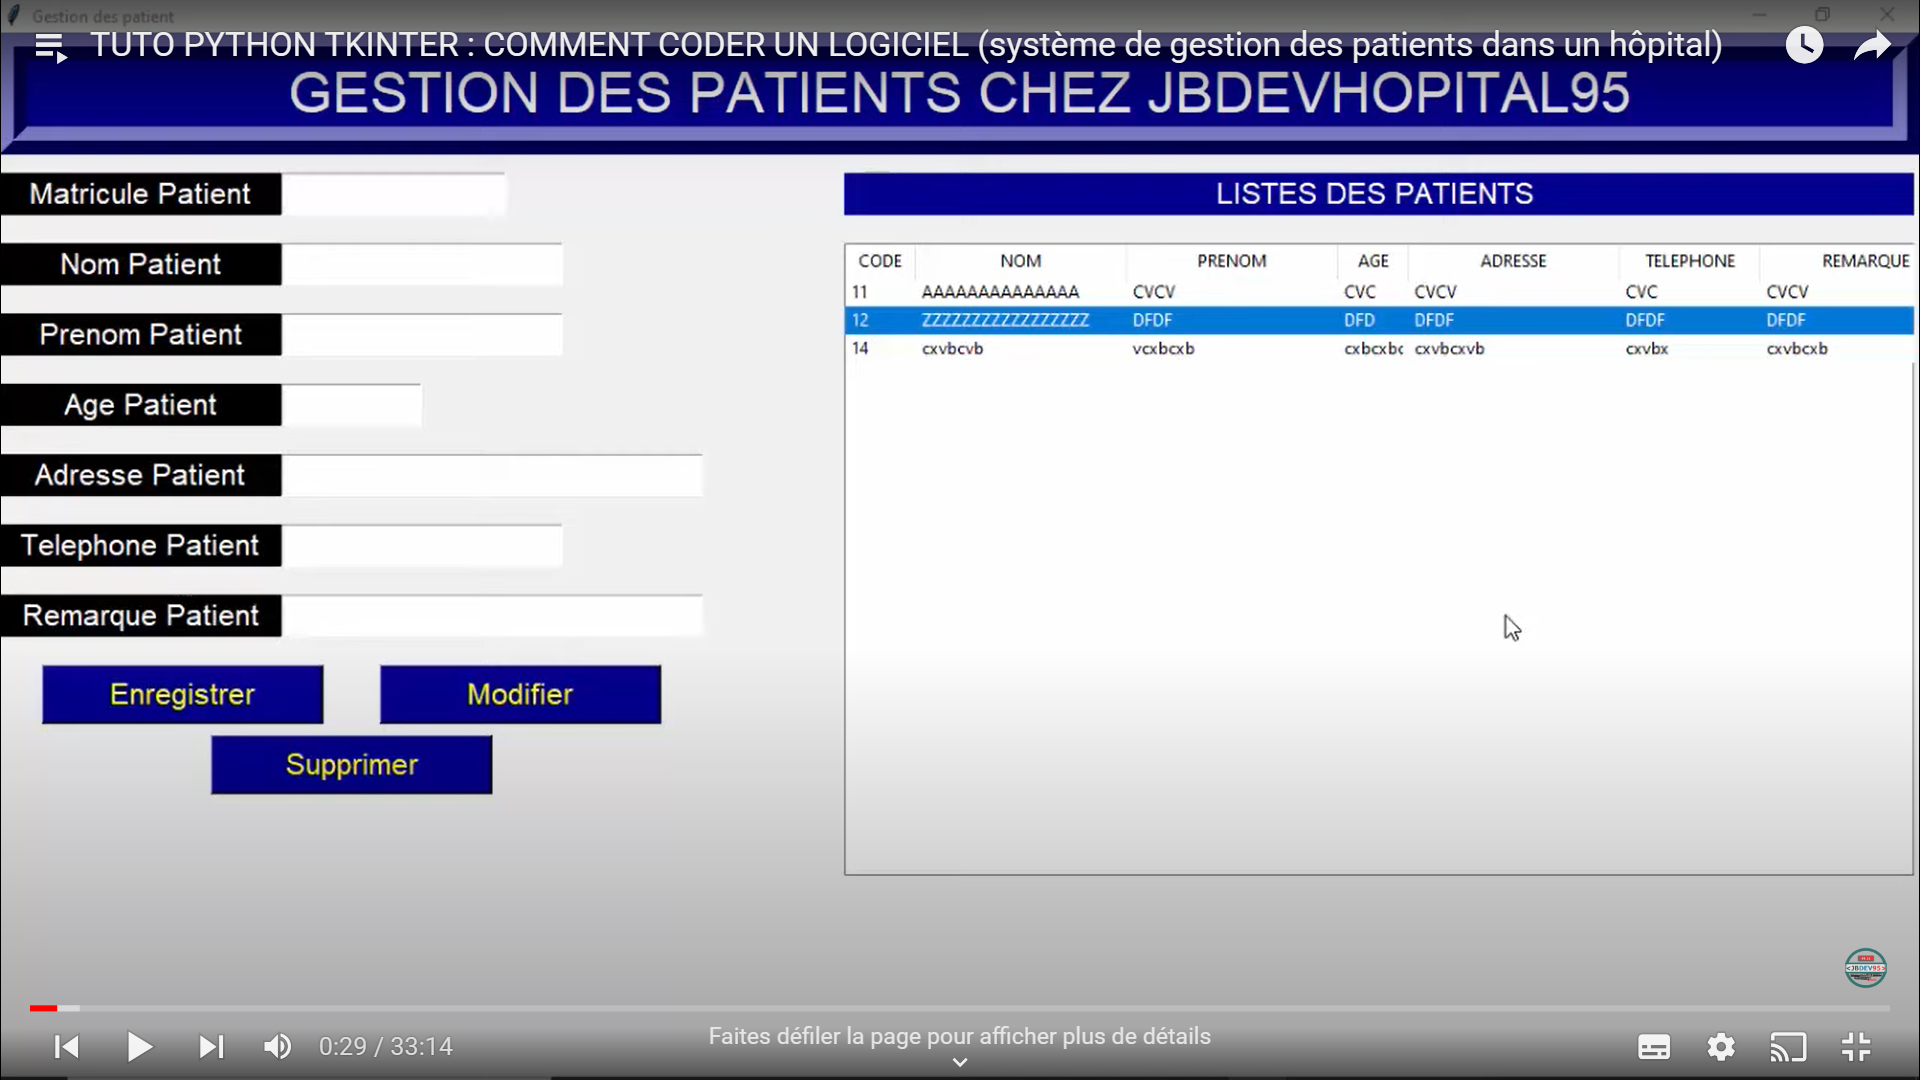 Gestion des patient
TUTO PYTHON TKINTER : COMMENT CODER UN LOGICIEL (système de gestion des patients dans un hôpital)
GESTION DES PATIENTS CHEZ JBDEVHOPITAL95
Matricule Patient
Nom Patient
Prenom Patient
Age Patient
Adresse Patient
Telephone Patient
Remarque Patient
Enregistrer
Modifier
Supprimer
LISTES DES PATIENTS
CODE NOM PRENOM AGE ADRESSE TELEPHONE REMARQUE
11 AAAAAAAAAAAAAA CVCV CVC CVCV CVC CVCV
12 ZZZZZZZZZZZZZZZZZ DFDF DFD DFDF DFDF DFDF
14 cxvbcvb vcxbcxb cxbcxbc cxvbcxvb cxvbx cxvbcxb
<JBDEV95>
0:29 / 33:14
Faites défiler la page pour afficher plus de détails